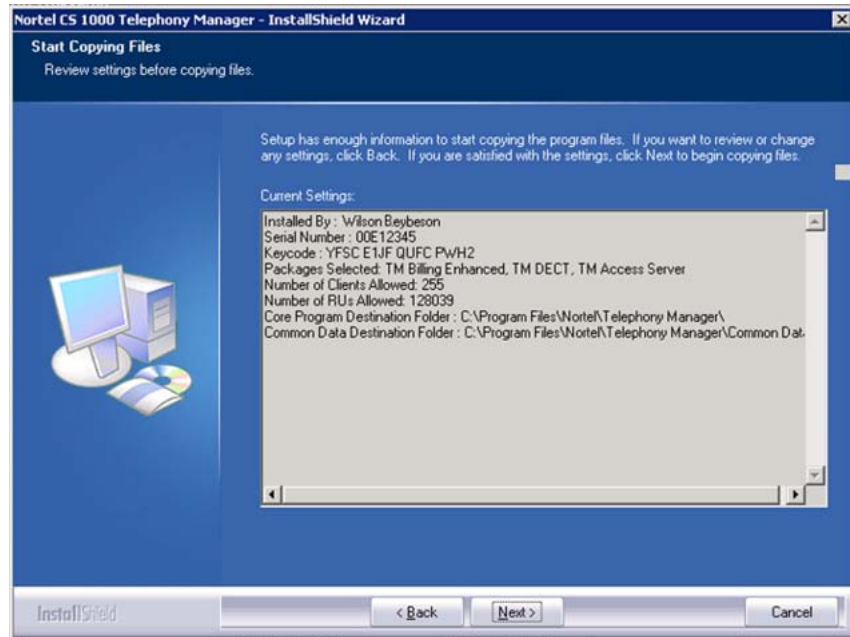 Nortel CS 1000 Telephony Manager - InstallShield Wizard
Start Copying Files
Review settings before copying files.
Setup has enough information to start copying the program files. If you want to review or change
any settings, click Back. If you are satisfied with the settings, click Next to begin copying files.
Current Settings:
Installed By : Wilson Beybeson
Serial Number : 00E12345
Keycode : YFSC E1JF QUFC PWH2
Packages Selected: TM Billing Enhanced, TM DECT, TM Access Server
Number of Clients Allowed: 255
Number of RUs Allowed: 128039
Core Program Destination Folder : C:\Program Files\Nortel\Telephony Manager\
Common Data Destination Folder : C:\Program Files\Nortel\Telephony Manager\Common Dat
InstallShield
< Back
Next >
Cancel